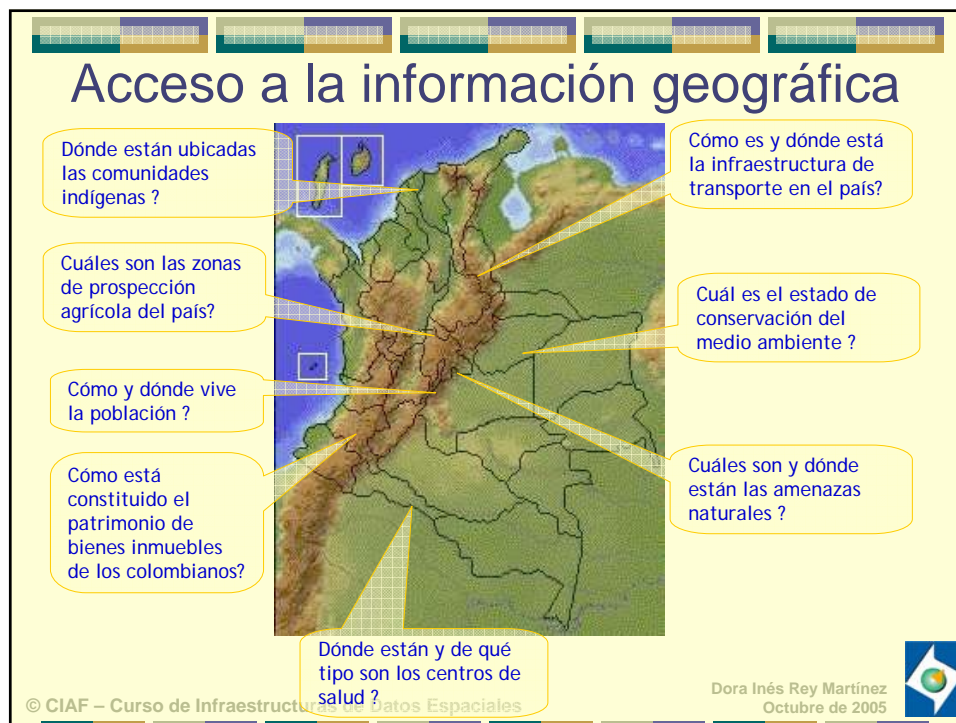 Acceso a la información geográfica
Dónde están ubicadas
las comunidades
indígenas ?
Cuáles son las zonas
de prospección
agrícola del país?
Cómo y dónde vive
la población ?
Cómo está
constituido el
patrimonio de
bienes inmuebles
de los colombianos?
Dónde están y de qué
tipo son los centros de
salud ?
Cómo es y dónde está
la infraestructura de
transporte en el país?
Cuál es el estado de
conservación del
medio ambiente ?
Cuáles son y dónde
están las amenazas
naturales ?
© CIAF – Curso de Infraestructuras de Datos Espaciales
Dora Inés Rey Martínez
Octubre de 2005